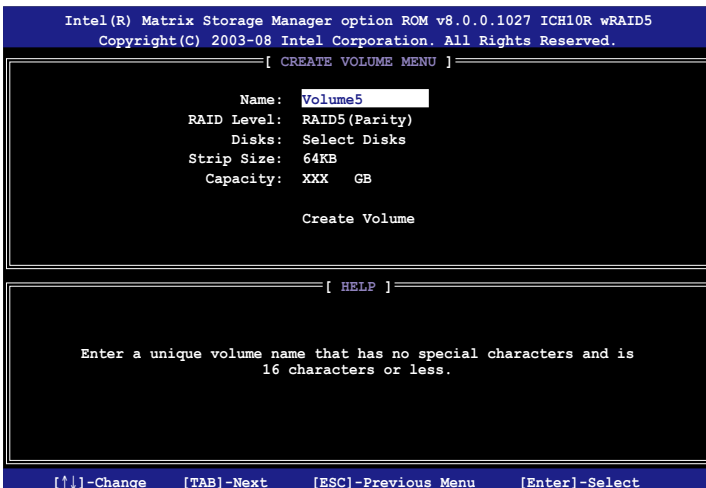 Intel(R) Matrix Storage Manager option ROM v8.0.0.1027 ICH10R wRAID5
Copyright(C) 2003-08 Intel Corporation. All Rights Reserved.
[ CREATE VOLUME MENU ]
Name: Volume5
RAID Level: RAID5(Parity)
Disks: Select Disks
Strip Size: 64KB
Capacity: XXX GB
Create Volume
[ HELP ]
Enter a unique volume name that has no special characters and is
16 characters or less.
[↑↓]-Change [TAB]-Next [ESC]-Previous Menu [Enter]-Select